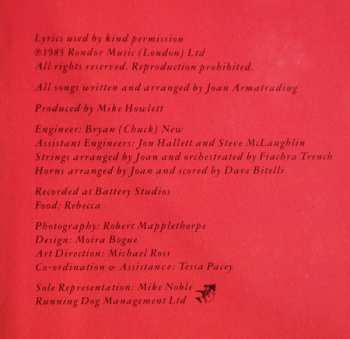 Lyrics used by kind permission
℗1985 Rondor Music (London) Ltd
All rights reserved. Reproduction prohibited.
All songs written and arranged by Joan Armatrading
Produced by Mike Howlett
Engineer: Bryan (Chuck) New
Assistant Engineers: Jon Hallett and Steve McLaughlin
Strings arranged by Joan and orchestrated by Fiachra Trench
Horns arranged by Joan and scored by Dave Bitelli
Recorded at Battery Studios
Food: Rebecca
Photography: Robert Mapplethorpe
Design: Moira Bogue
Art Direction: Michael Ross
Co-ordination & Assistance: Tessa Pacey
Sole Representation: Mike Noble
Running Dog Management Ltd